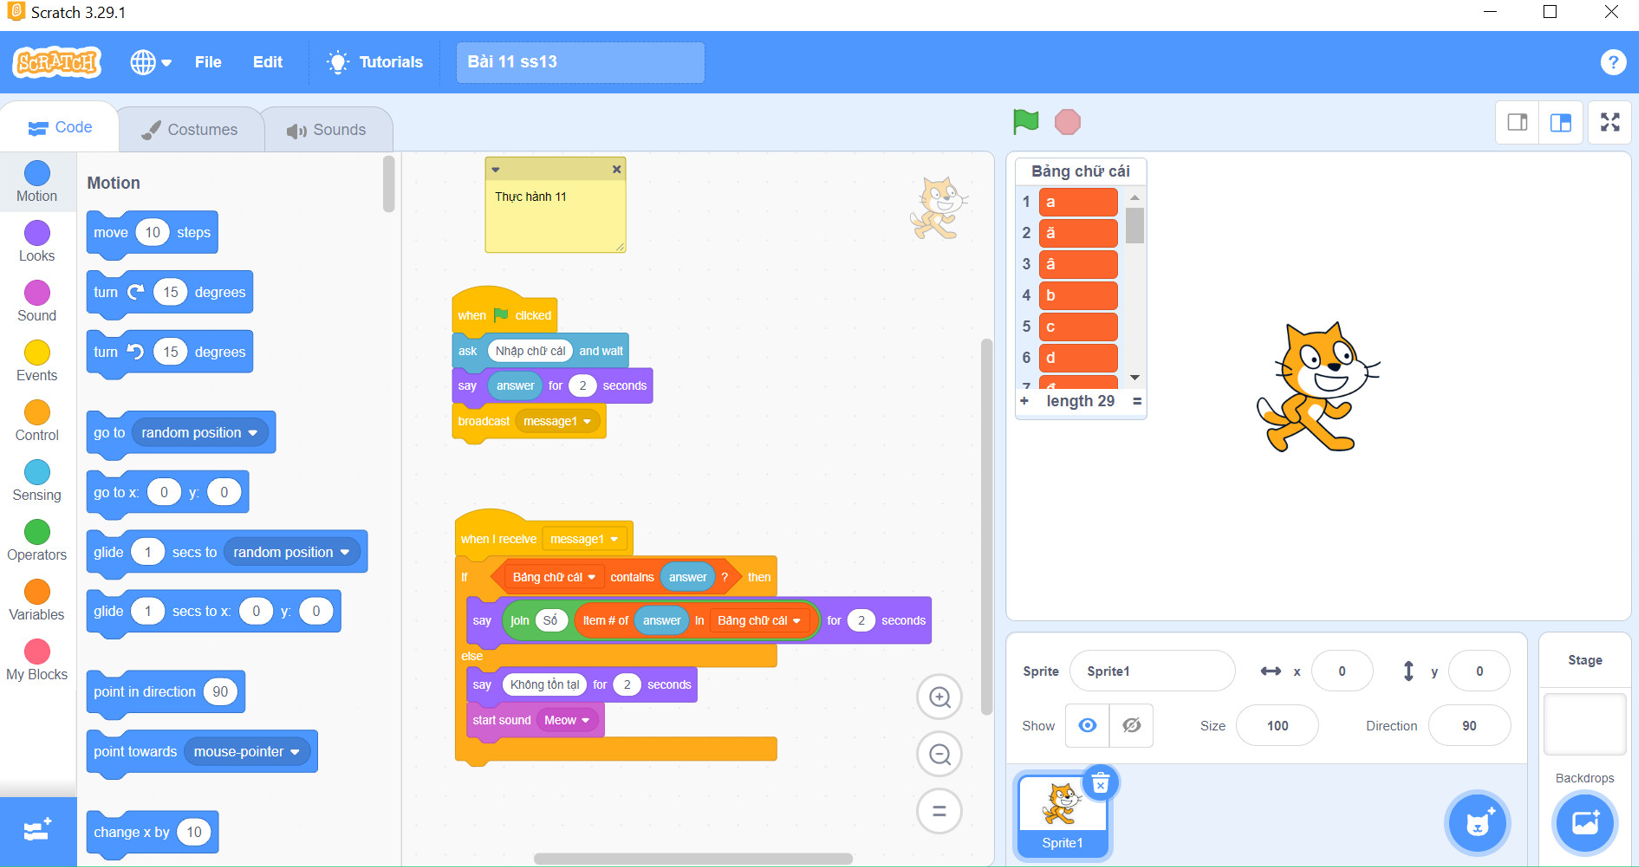 Scratch 3.29.1
SCRATCH
File
Edit
Tutorials
Bài 11 ss13
?
Code
Costumes
Sounds
Motion
Looks
Sound
Events
Control
Sensing
Operators
Variables
My Blocks
Motion
move 10 steps
turn 15 degrees
turn 15 degrees
go to random position
go to x: 0 y: 0
glide 1 secs to random position
glide 1 secs to x: 0 y: 0
point in direction 90
point towards mouse-pointer
change x by 10
Thực hành 11
when clicked
ask Nhập chữ cái and wait
say answer for 2 seconds
broadcast message1
when I receive message1
if Bảng chữ cái contains answer ? then
say join Số item # of answer in Bảng chữ cái for 2 seconds
else
say Không tồn tại for 2 seconds
start sound Meow
Bảng chữ cái
1 a
2 ă
3 â
4 b
5 c
6 d
7 đ
+ length 29 =
Sprite Sprite1 x 0 y 0
Show Size 100 Direction 90
Sprite1
Stage
Backdrops